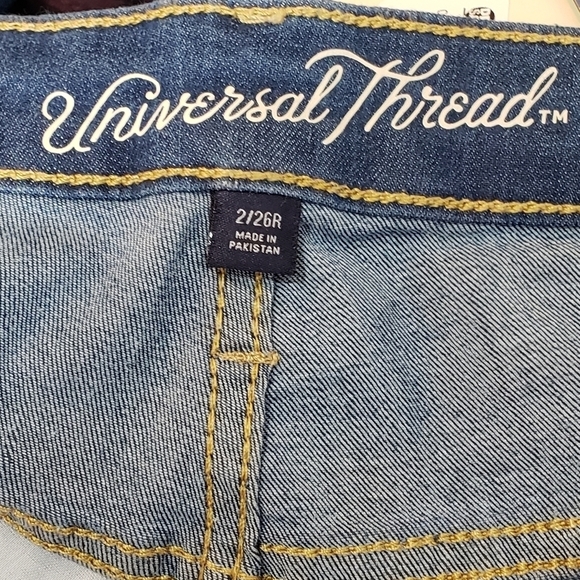 Universal Thread™
2/26R
MADE IN
PAKISTAN